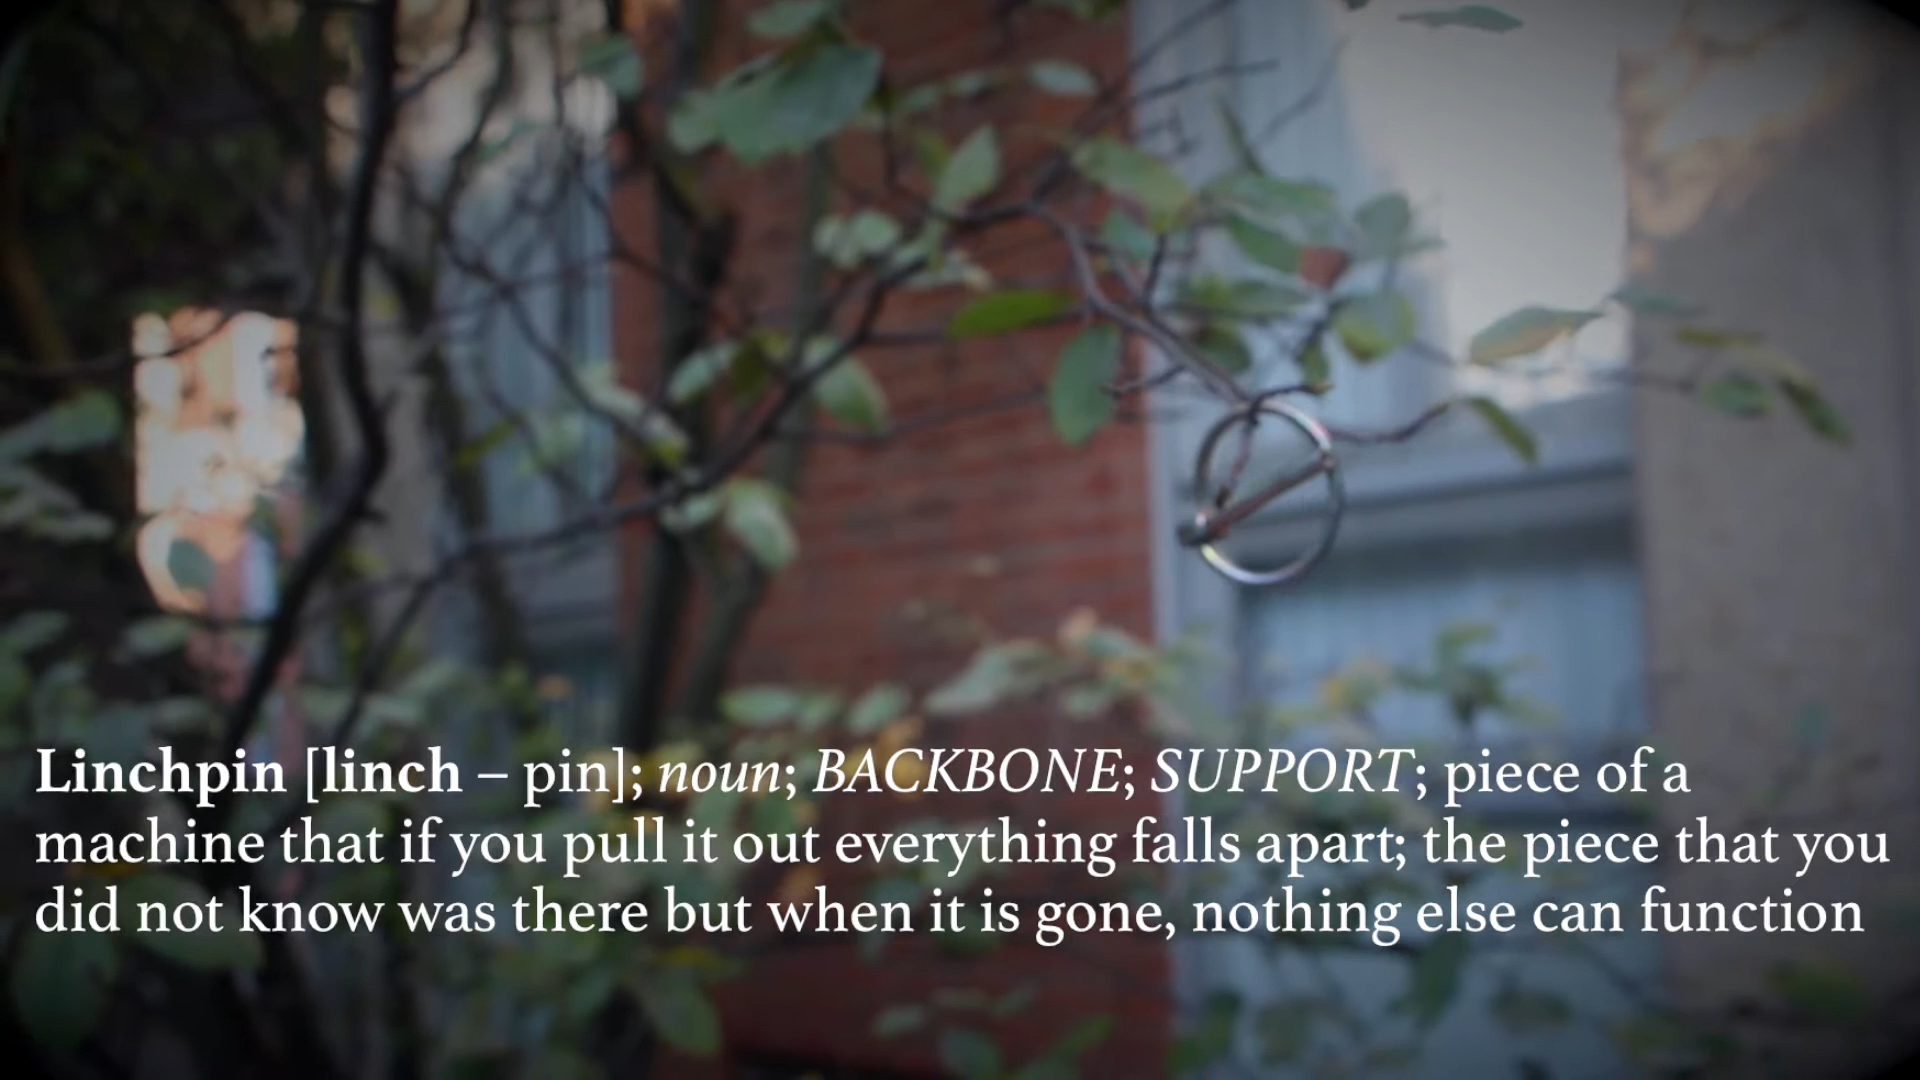 Linchpin [linch – pin]; noun; BACKBONE; SUPPORT; piece of a
machine that if you pull it out everything falls apart; the piece that you
did not know was there but when it is gone, nothing else can function